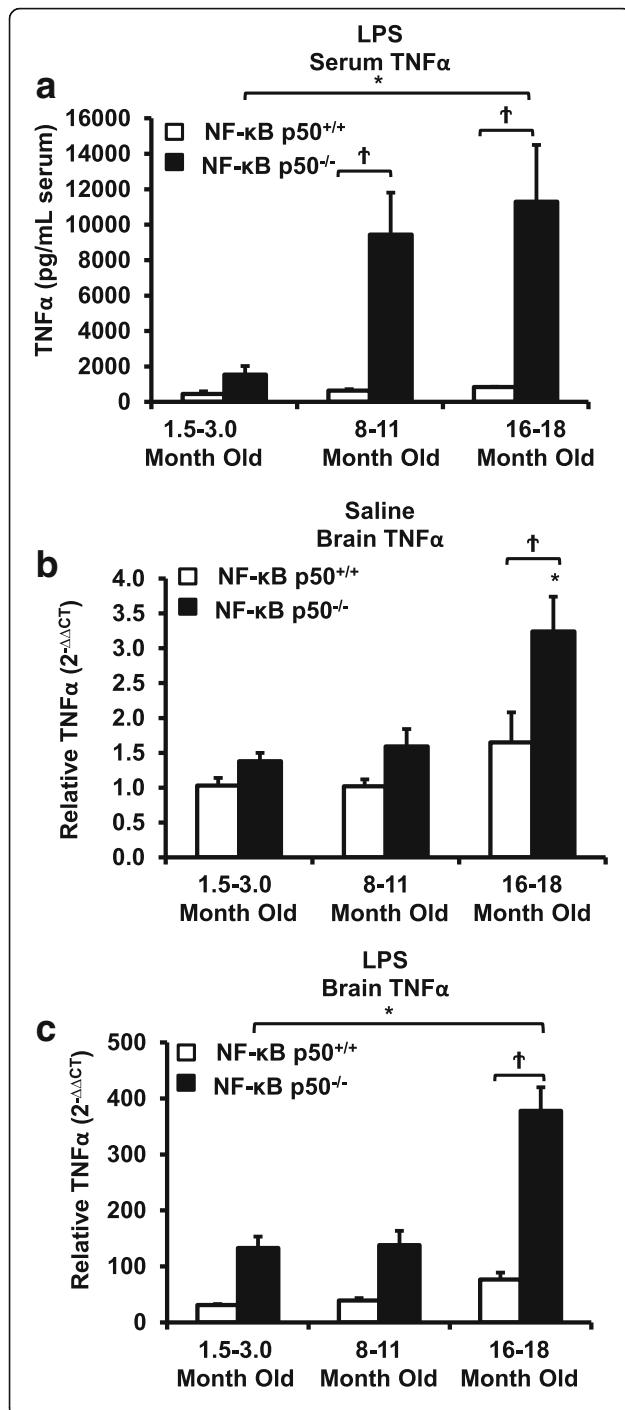 LPS
Serum TNFα
a
*
16000
14000
12000
10000
8000
6000
4000
2000
0
TNFα (pg/mL serum)
NF-κB p50+/+
NF-κB p50-/-
†
†
1.5-3.0
Month Old
8-11
Month Old
16-18
Month Old
Saline
Brain TNFα
b
4.0
3.5
3.0
2.5
2.0
1.5
1.0
0.5
0.0
Relative TNFα (2-ΔΔCT)
NF-κB p50+/+
NF-κB p50-/-
†
*
1.5-3.0
Month Old
8-11
Month Old
16-18
Month Old
LPS
Brain TNFα
c
*
500
400
300
200
100
0
Relative TNFα (2-ΔΔCT)
NF-κB p50+/+
NF-κB p50-/-
†
1.5-3.0
Month Old
8-11
Month Old
16-18
Month Old